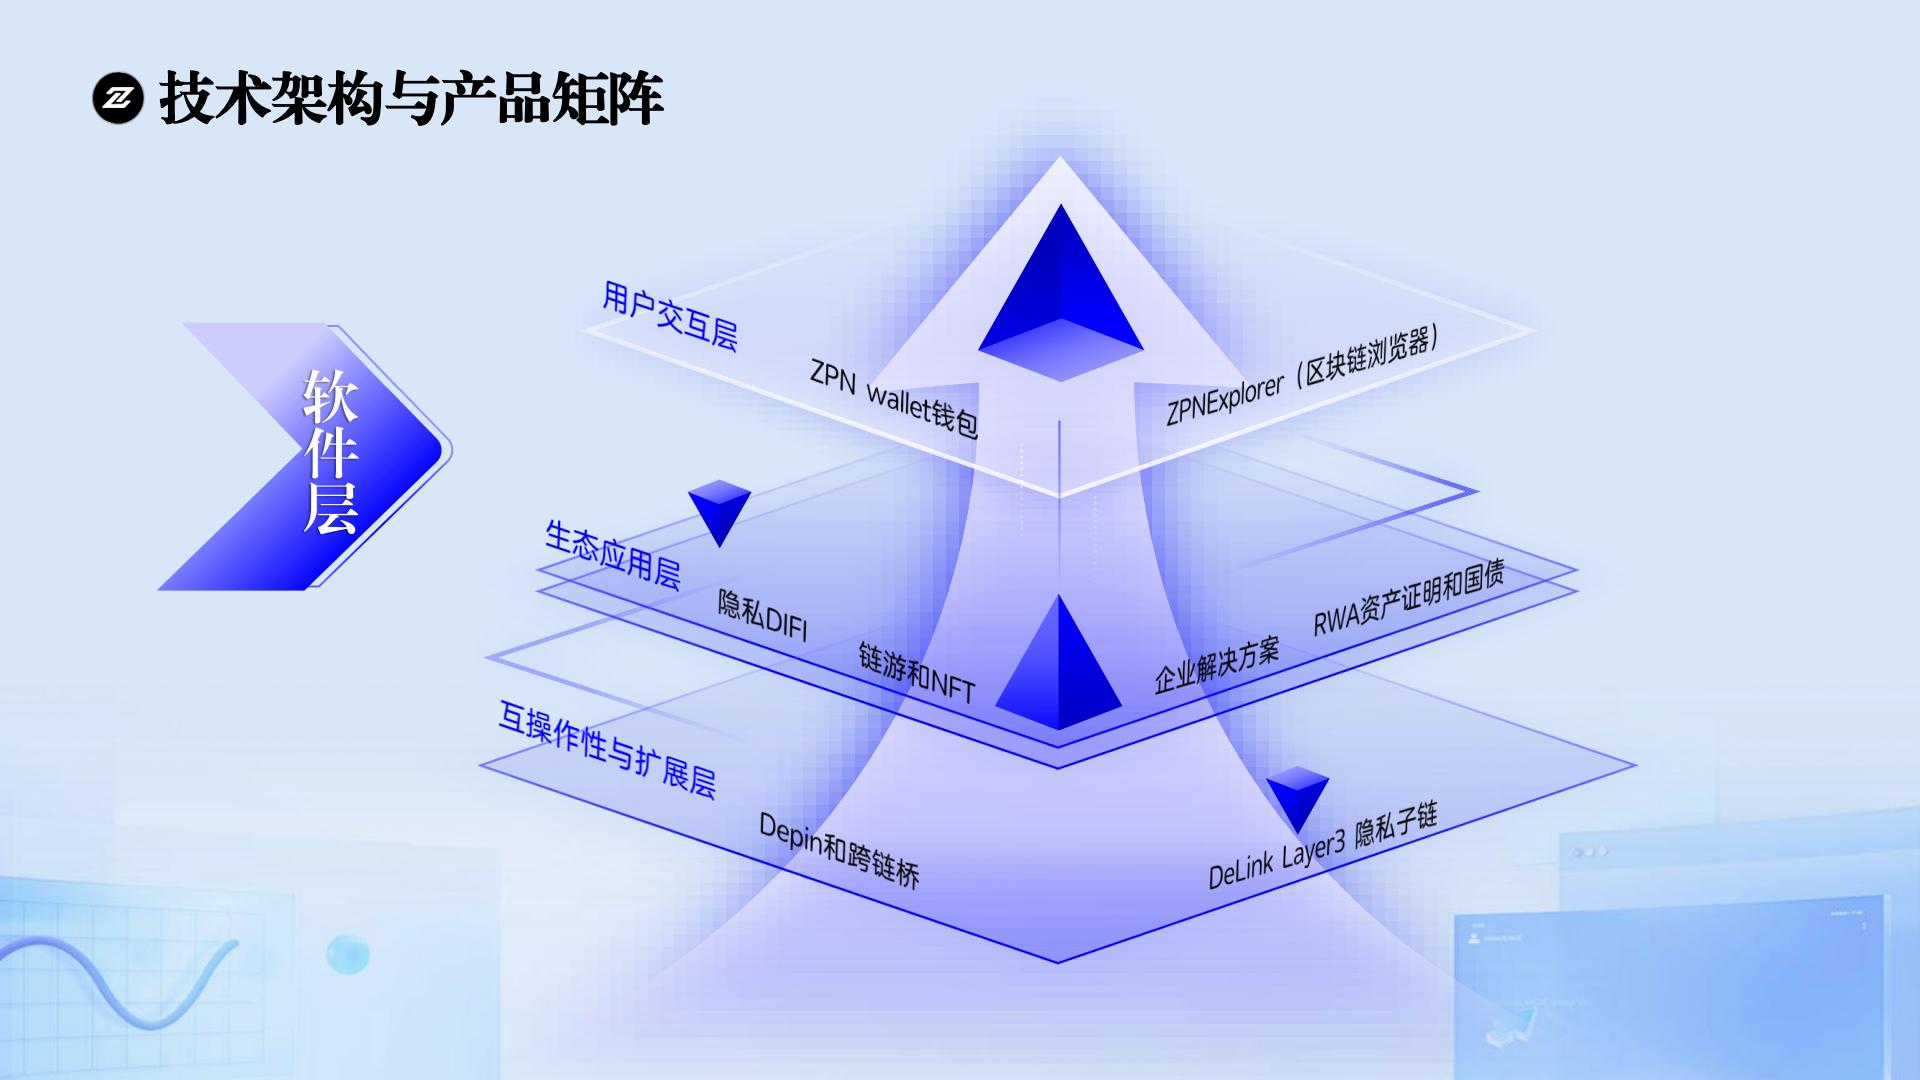 技术架构与产品矩阵
软件层
用户交互层
ZPN wallet钱包
ZPNExplorer（区块链浏览器）
生态应用层
隐私DIFI
链游和NFT
企业解决方案
RWA资产证明和国债
互操作性与扩展层
Depin和跨链桥
DeLink Layer3 隐私子链